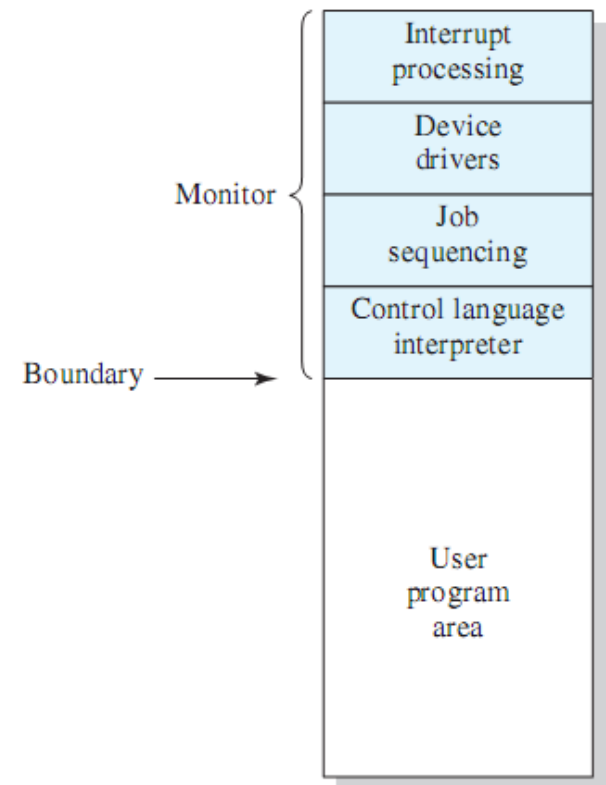 Interrupt
processing
Device
drivers
Monitor
Job
sequencing
Control language
interpreter
Boundary
User
program
area